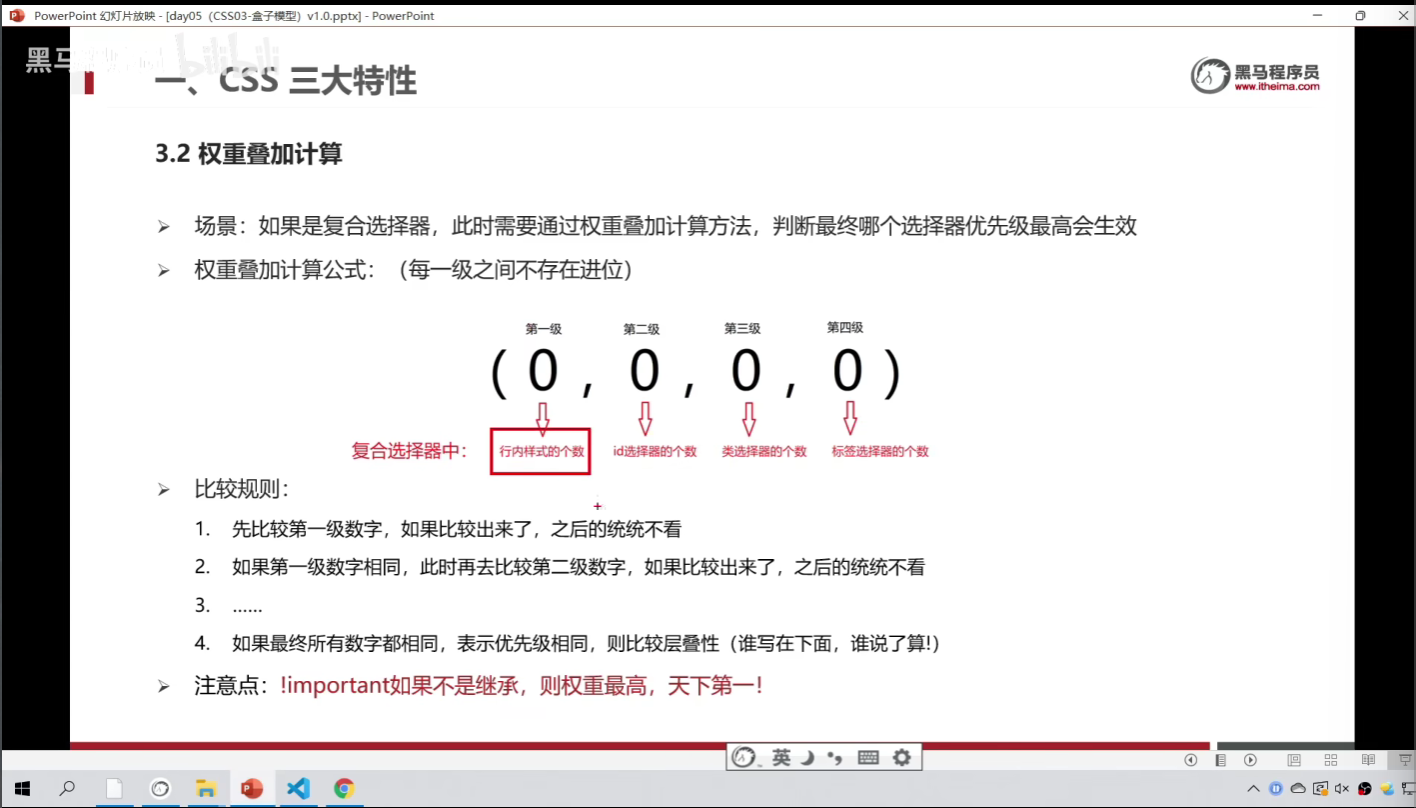 PowerPoint 幻灯片放映 - [day05（CSS03-盒子模型）v1.0.pptx] - PowerPoint
黑马
bilibili
一、CSS 三大特性
黑马程序员
www.itheima.com
3.2 权重叠加计算
场景：如果是复合选择器，此时需要通过权重叠加计算方法，判断最终哪个选择器优先级最高会生效
权重叠加计算公式：（每一级之间不存在进位）
第一级 第二级 第三级 第四级
( 0 , 0 , 0 , 0 )
复合选择器中： 行内样式的个数 id选择器的个数 类选择器的个数 标签选择器的个数
比较规则：
1. 先比较第一级数字，如果比较出来了，之后的统统不看
2. 如果第一级数字相同，此时再去比较第二级数字，如果比较出来了，之后的统统不看
3. ……
4. 如果最终所有数字都相同，表示优先级相同，则比较层叠性（谁写在下面，谁说了算!）
注意点：!important如果不是继承，则权重最高，天下第一！
英